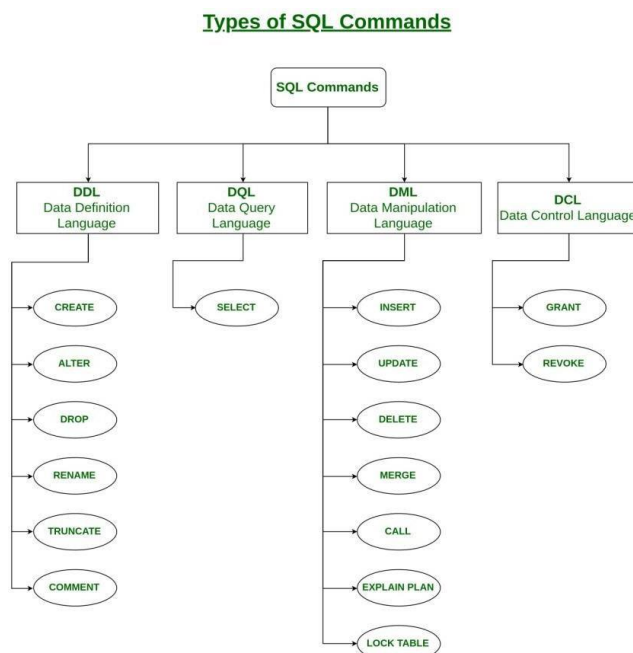 Types of SQL Commands
SQL Commands
DDL
Data Definition
Language
DQL
Data Query
Language
DML
Data Manipulation
Language
DCL
Data Control Language
CREATE
ALTER
DROP
RENAME
TRUNCATE
COMMENT
SELECT
INSERT
UPDATE
DELETE
MERGE
CALL
EXPLAIN PLAN
LOCK TABLE
GRANT
REVOKE